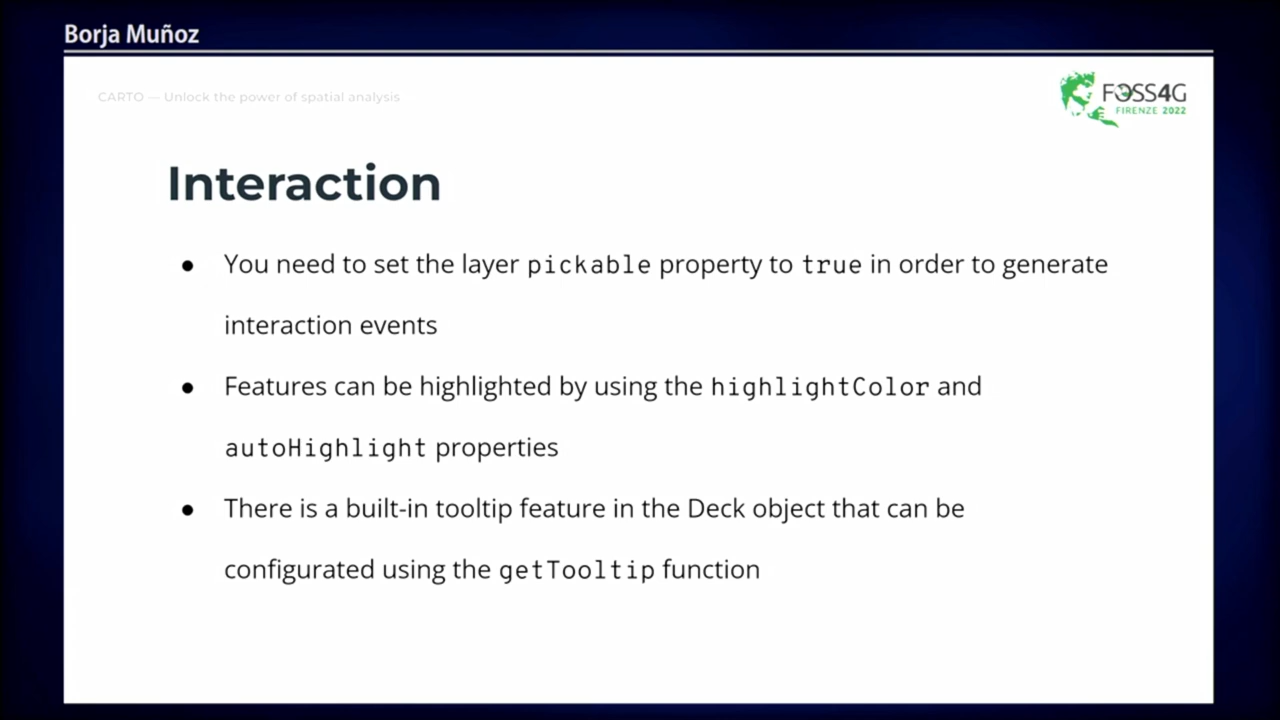 Borja Muñoz
CARTO — Unlock the power of spatial analysis
FOSS4G
FIRENZE 2022
Interaction
● You need to set the layer pickable property to true in order to generate
interaction events
● Features can be highlighted by using the highlightColor and
autoHighlight properties
● There is a built-in tooltip feature in the Deck object that can be
configurated using the getTooltip function